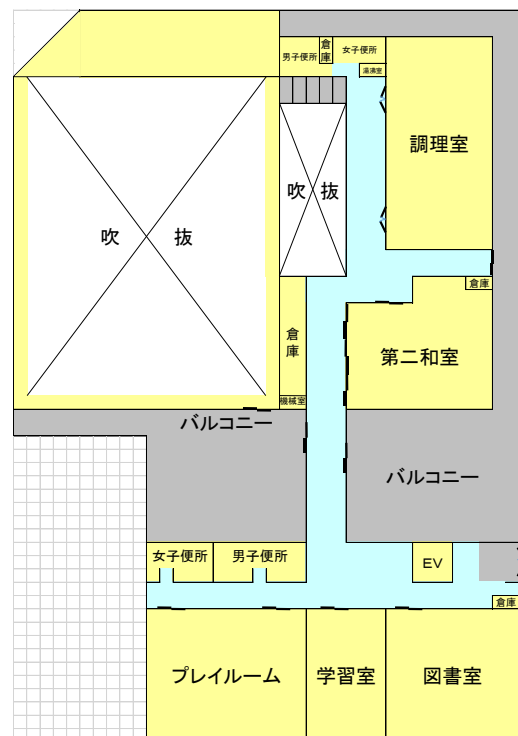 男子便所
倉庫
女子便所
湯沸室
調理室
吹 抜
吹 抜
倉庫
倉庫
第二和室
機械室
バルコニー
バルコニー
女子便所
男子便所
EV
倉庫
プレイルーム
学習室
図書室